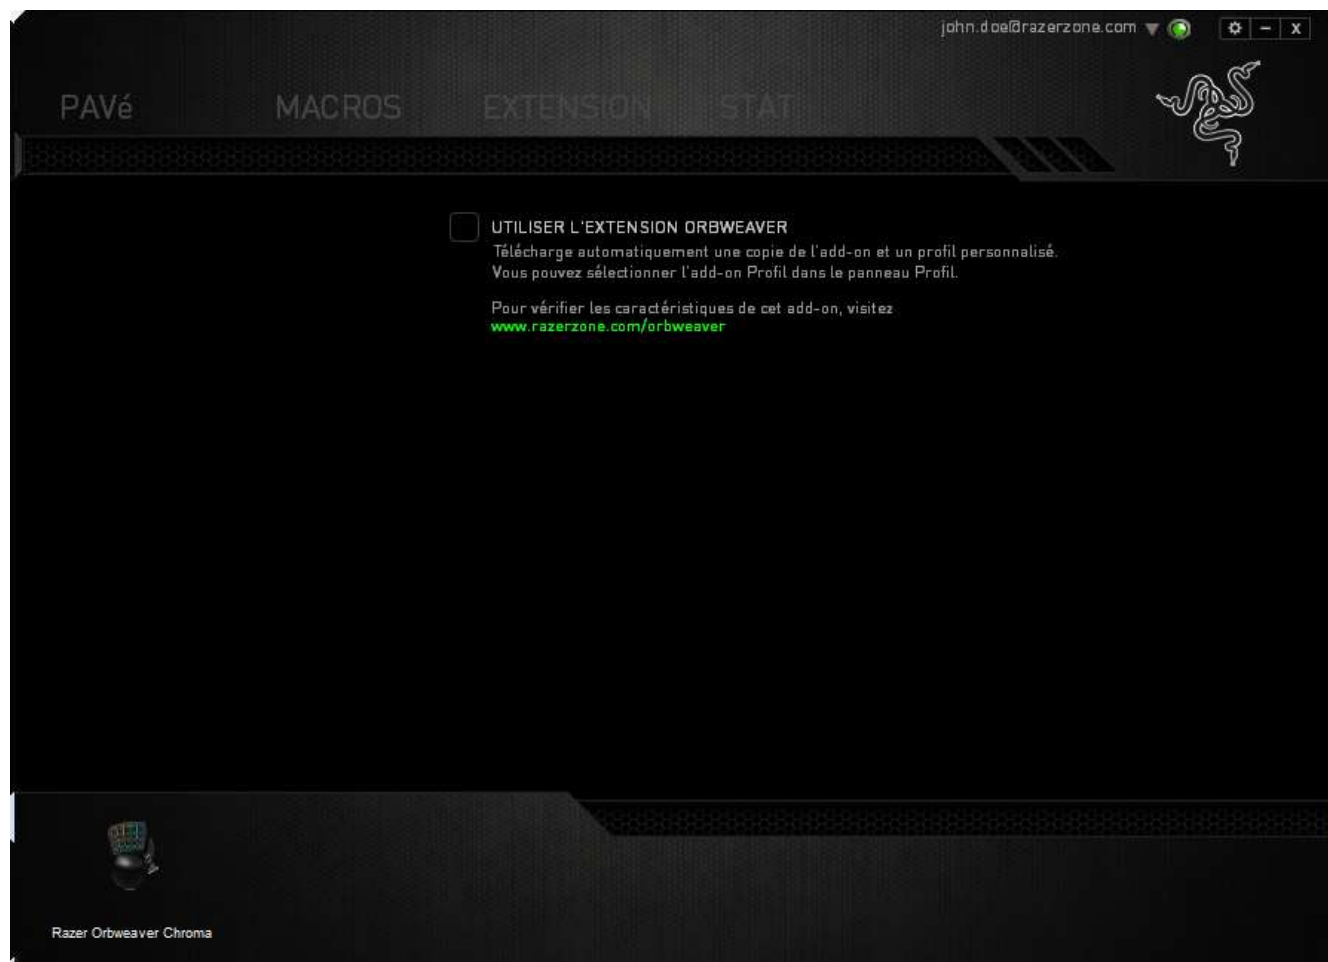 john.doe@razerzone.com
PAVé MACROS EXTENSION STAT
UTILISER L'EXTENSION ORBWEAVER
Télécharge automatiquement une copie de l'add-on et un profil personnalisé.
Vous pouvez sélectionner l'add-on Profil dans le panneau Profil.
Pour vérifier les caractéristiques de cet add-on, visitez
www.razerzone.com/orbweaver
Razer Orbweaver Chroma